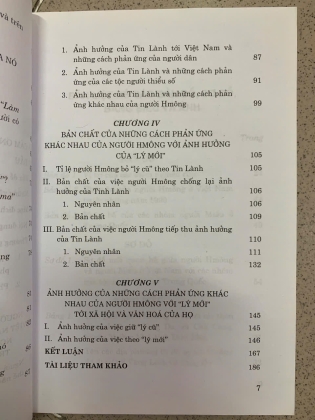 1. Ảnh hưởng của Tin Lành tới Việt Nam và
những cách phản ứng của người dân 87
2. Ảnh hưởng của Tin Lành và những cách phản
ứng của các tộc người thiểu số 91
3. Ảnh hưởng của Tin Lành và những cách phản
ứng khác nhau của người Hmông 99
CHƯƠNG IV
BẢN CHẤT CỦA NHỮNG CÁCH PHẢN ỨNG
KHÁC NHAU CỦA NGƯỜI HMÔNG VỚI ẢNH HƯỞNG
CỦA "LÝ MỚI" 105
I. Tỉ lệ người Hmông bỏ "lý cũ" theo Tin Lành 105
II. Bản chất của việc người Hmông chống lại ảnh
hưởng của Tinh Lành 106
1. Nguyên nhân 106
2. Bản chất 109
III. Bản chất của việc người Hmông tiếp thu ảnh hưởng
của Tin Lành 110
1. Nguyên nhân 111
2. Bản chất 132
CHƯƠNG V
ẢNH HƯỞNG CỦA NHỮNG CÁCH PHẢN ỨNG KHÁC
NHAU CỦA NGƯỜI HMÔNG VỚI "LÝ MỚI"
TỚI XÃ HỘI VÀ VĂN HOÁ CỦA HỌ 145
I. Ảnh hưởng của việc giữ "lý cũ" 145
II. Ảnh hưởng của việc theo "lý mới" 146
KẾT LUẬN 167
TÀI LIỆU THAM KHẢO 186
7